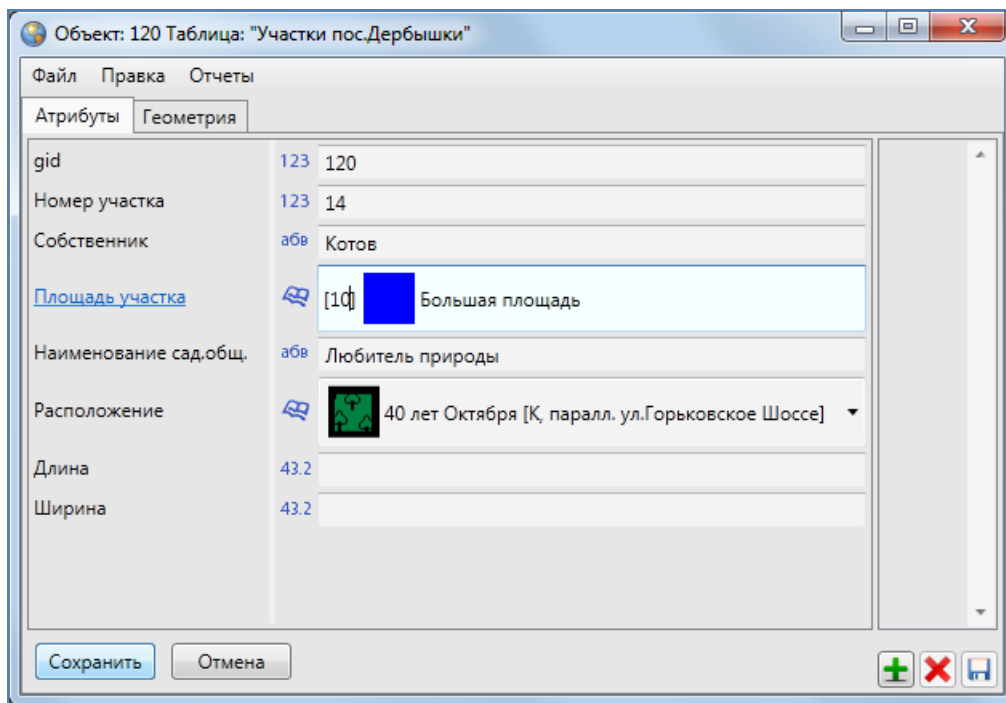 Объект: 120 Таблица: "Участки пос.Дербышки"
Файл Правка Отчеты
Атрибуты Геометрия
gid 123 120
Номер участка 123 14
Собственник абв Котов
Площадь участка [10] Большая площадь
Наименование сад.общ. абв Любитель природы
Расположение 40 лет Октября [К, паралл. ул.Горьковское Шоссе]
Длина 43.2
Ширина 43.2
Сохранить Отмена